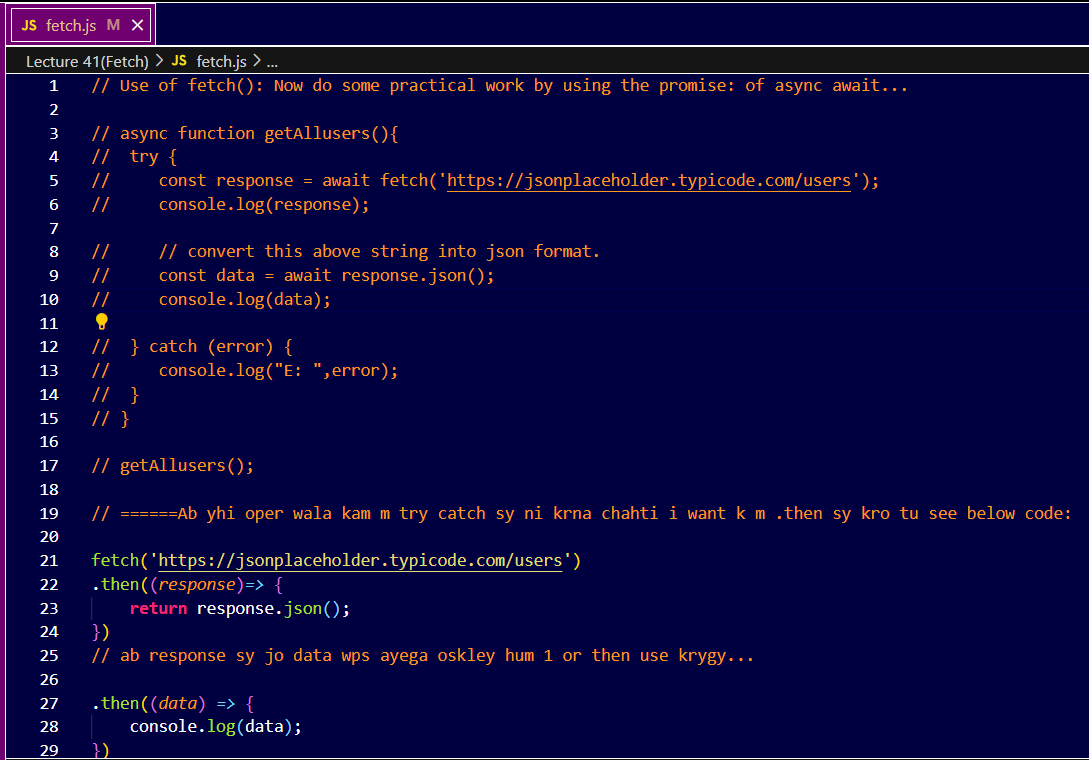 JS fetch.js M ×
Lecture 41(Fetch) > JS fetch.js > ...
1 // Use of fetch(): Now do some practical work by using the promise: of async await...
2
3 // async function getAllusers(){
4 //  try {
5 //     const response = await fetch('https://jsonplaceholder.typicode.com/users');
6 //     console.log(response);
7
8 //     // convert this above string into json format.
9 //     const data = await response.json();
10 //     console.log(data);
11
12 //  } catch (error) {
13 //     console.log("E: ",error);
14 //  }
15 // }
16
17 // getAllusers();
18
19 // ======Ab yhi oper wala kam m try catch sy ni krna chahti i want k m .then sy kro tu see below code:
20
21 fetch('https://jsonplaceholder.typicode.com/users')
22 .then((response)=> {
23     return response.json();
24 })
25 // ab response sy jo data wps ayega oskley hum 1 or then use krygy...
26
27 .then((data) => {
28     console.log(data);
29 })